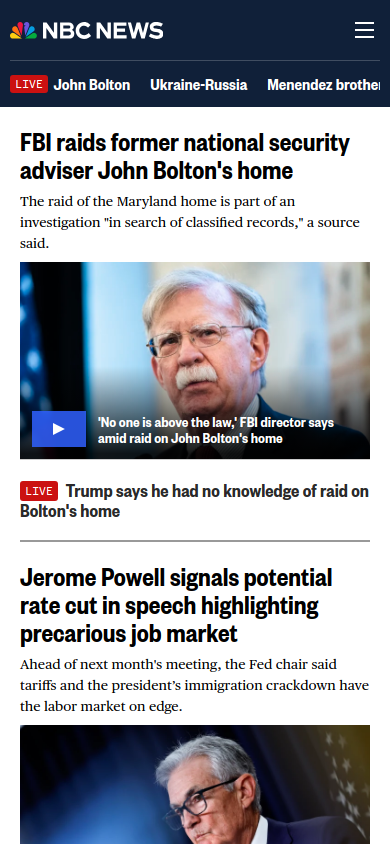 NBC NEWS
LIVE John Bolton Ukraine-Russia Menendez brother
FBI raids former national security
adviser John Bolton's home
The raid of the Maryland home is part of an
investigation "in search of classified records," a source
said.
'No one is above the law,' FBI director says
amid raid on John Bolton's home
LIVE Trump says he had no knowledge of raid on
Bolton's home
Jerome Powell signals potential
rate cut in speech highlighting
precarious job market
Ahead of next month's meeting, the Fed chair said
tariffs and the president’s immigration crackdown have
the labor market on edge.